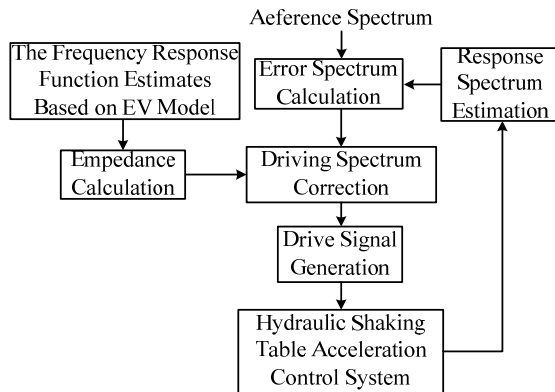 Aeference Spectrum
The Frequency Response
Function Estimates
Based on EV Model
Error Spectrum
Calculation
Response
Spectrum
Estimation
Empedance
Calculation
Driving Spectrum
Correction
Drive Signal
Generation
Hydraulic Shaking
Table Acceleration
Control System